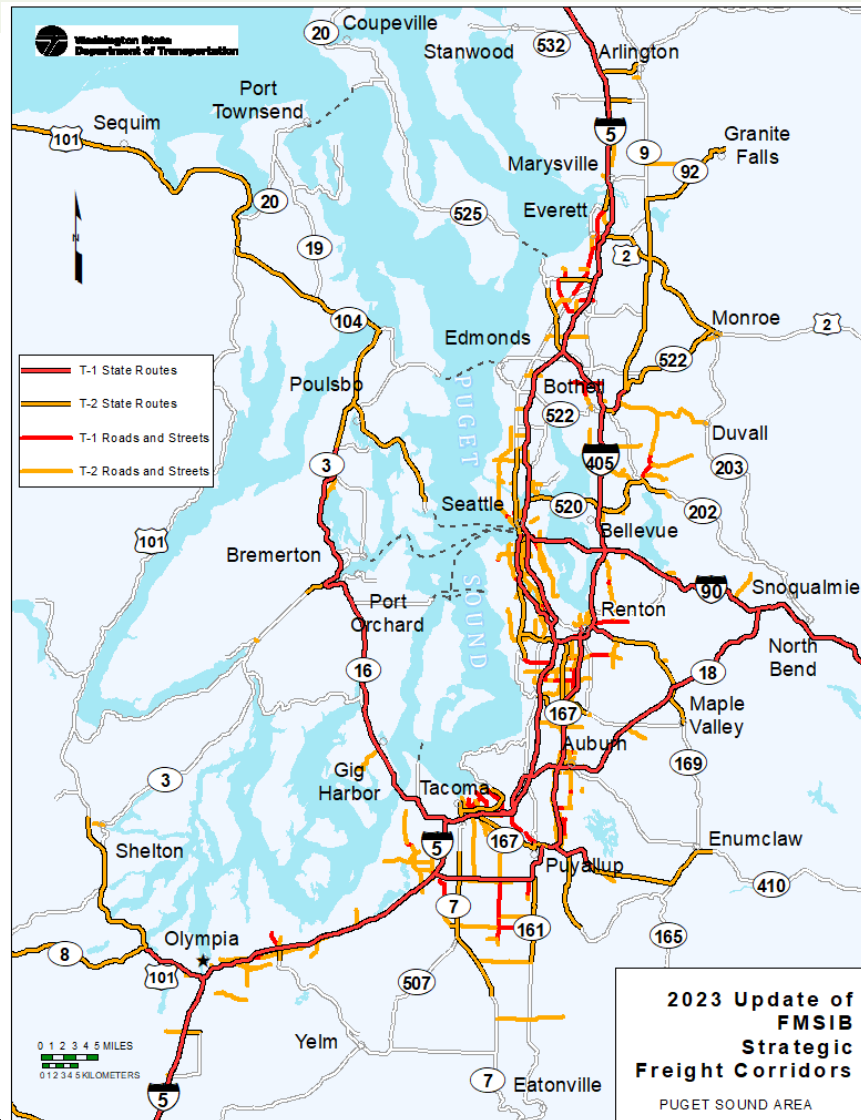 Washington State
Department of Transportation
20
Coupeville
Stanwood
532
Arlington
Port
Townsend
101
Sequim
5
9
Granite
Falls
Marysville
92
20
525
Everett
19
2
104
Monroe
2
Edmonds
522
T-1 State Routes
T-2 State Routes
T-1 Roads and Streets
T-2 Roads and Streets
Poulsbo
PUGET
Bothell
522
Duvall
3
405
203
Seattle
520
202
101
Bellevue
Bremerton
SOUND
90
Snoqualmie
Port
Orchard
Renton
North
Bend
16
18
167
Maple
Valley
Auburn
169
Gig
Harbor
3
Tacoma
5
167
Enumclaw
Shelton
Puyallup
410
7
161
Olympia
8
101
165
507
2023 Update of
FMSIB
Strategic
Freight Corridors
PUGET SOUND AREA
Yelm
0 1 2 3 4 5 MILES
0 1 2 3 4 5 KILOMETERS
7
Eatonville
5
N